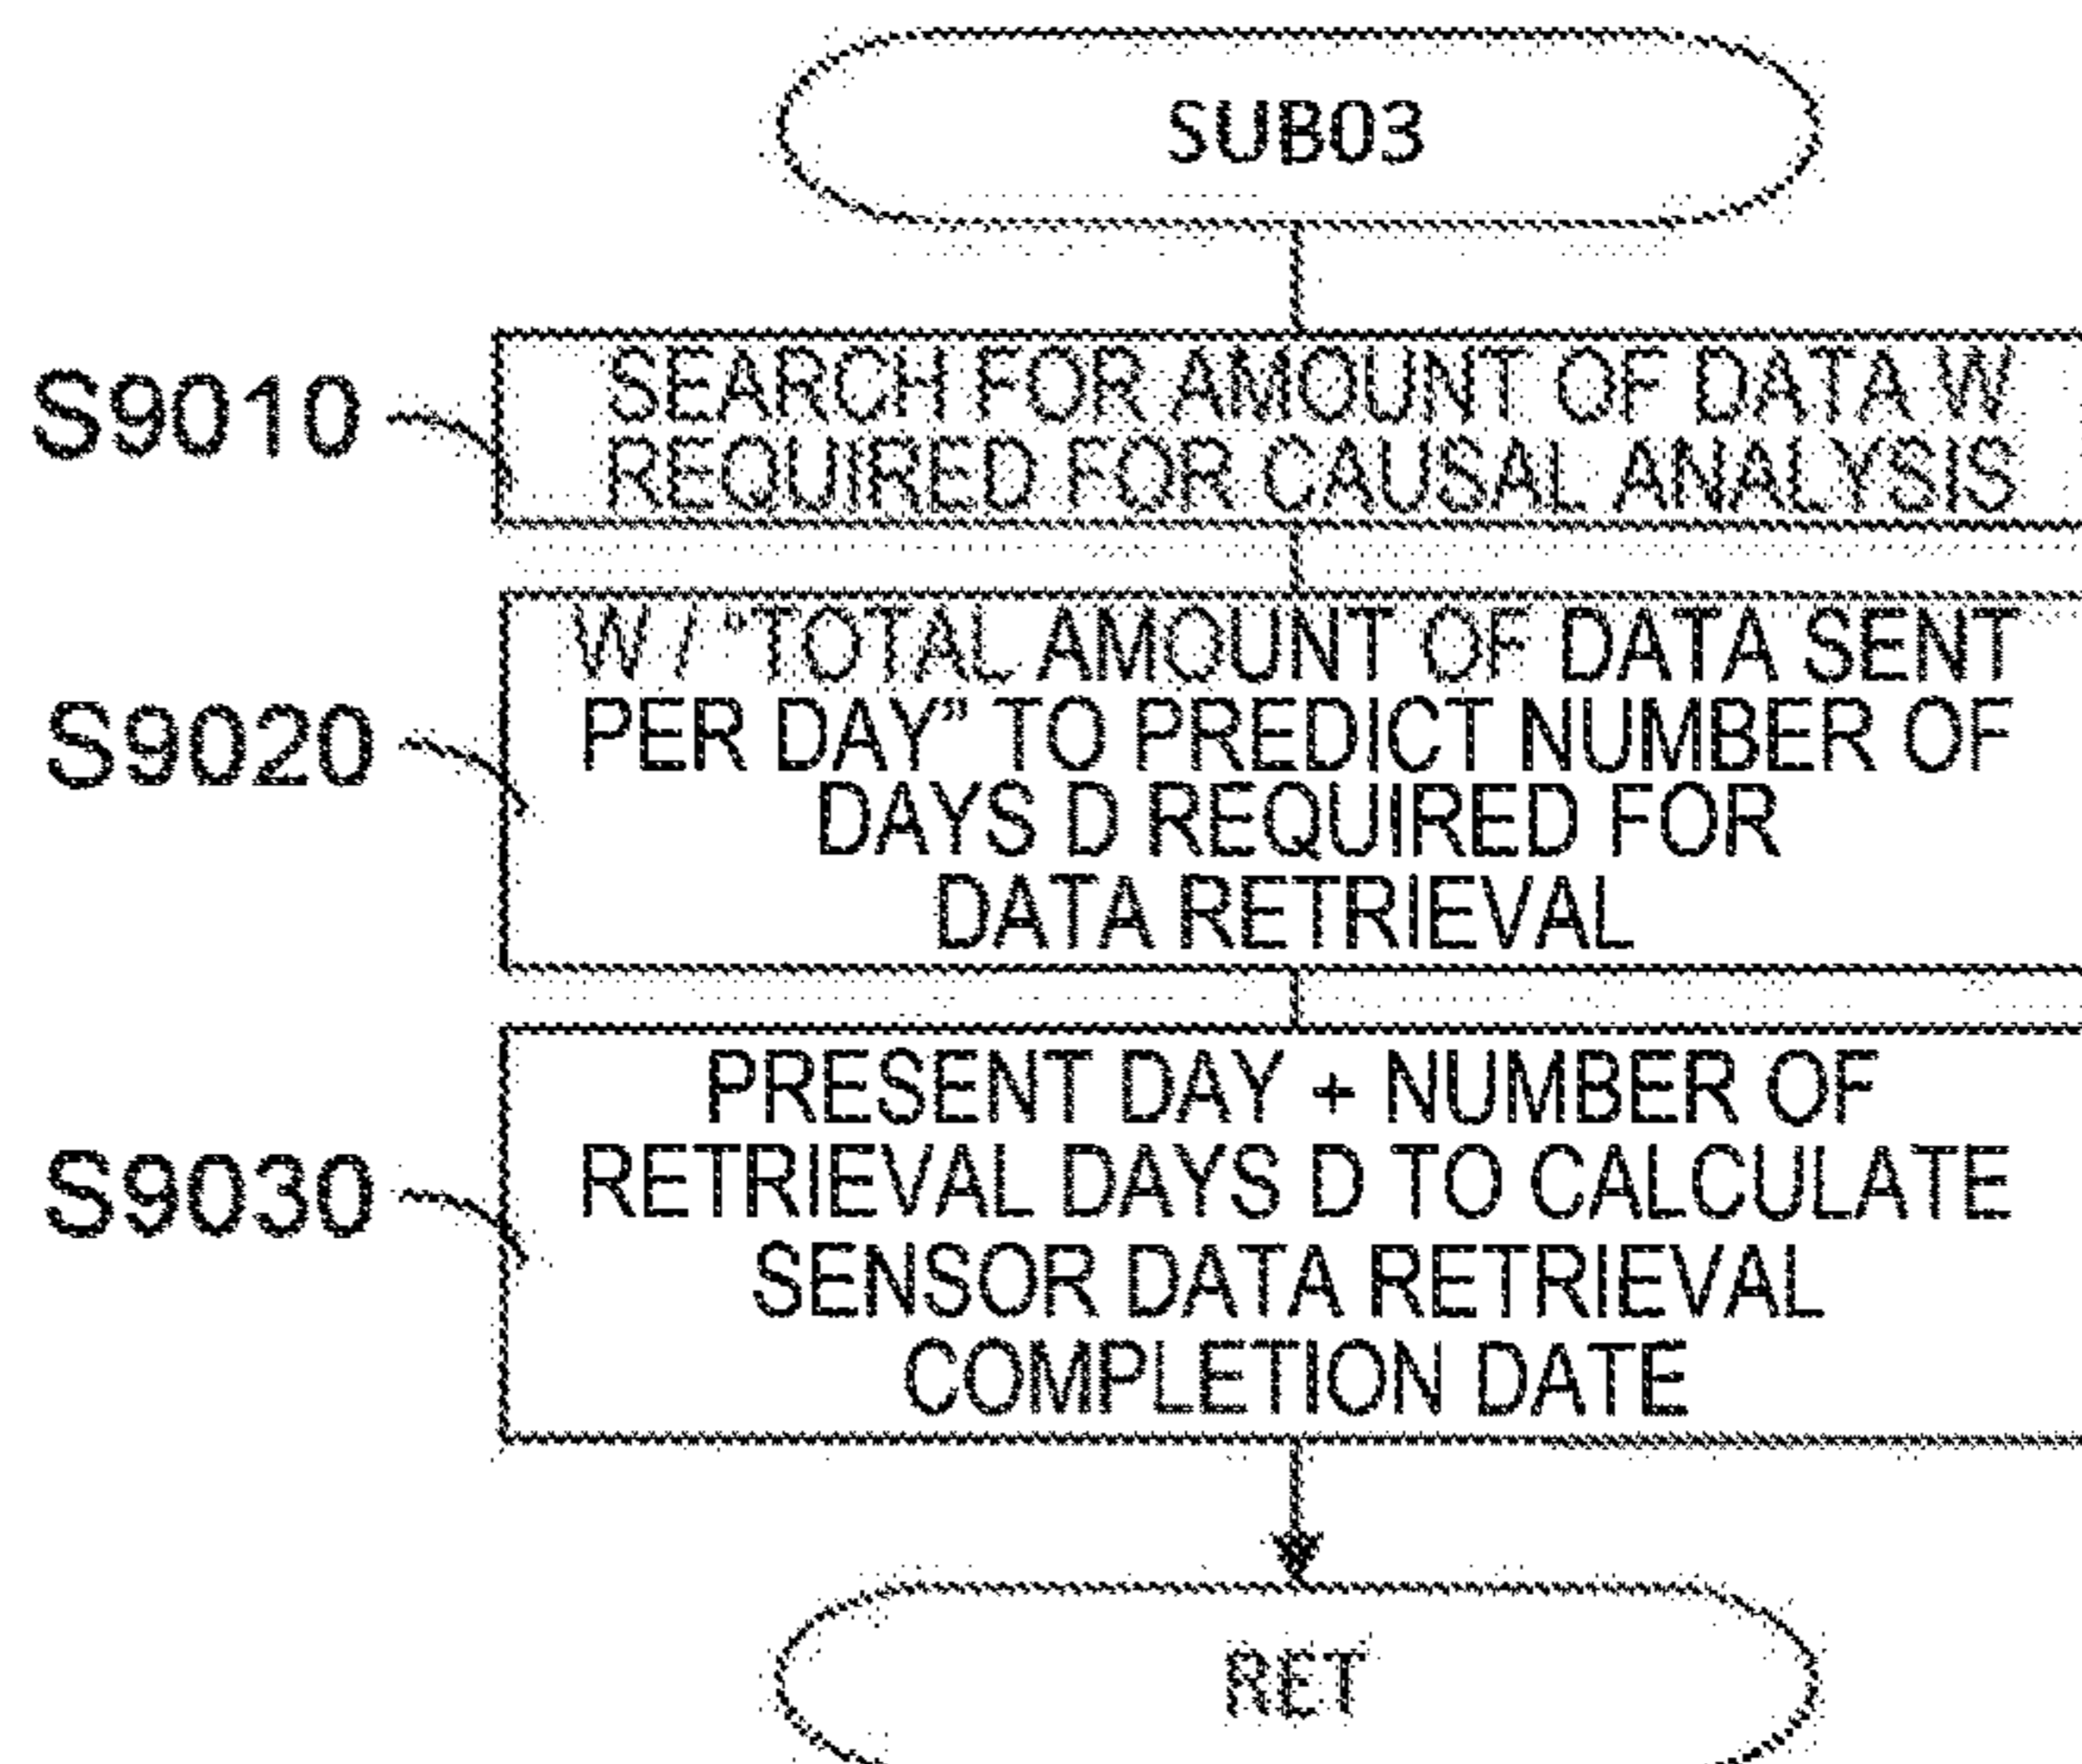 SUB03
S9010
SEARCH FOR AMOUNT OF DATA W
REQUIRED FOR CAUSAL ANALYSIS
S9020
W / "TOTAL AMOUNT OF DATA SENT
PER DAY" TO PREDICT NUMBER OF
DAYS D REQUIRED FOR
DATA RETRIEVAL
S9030
PRESENT DAY + NUMBER OF
RETRIEVAL DAYS D TO CALCULATE
SENSOR DATA RETRIEVAL
COMPLETION DATE
RET